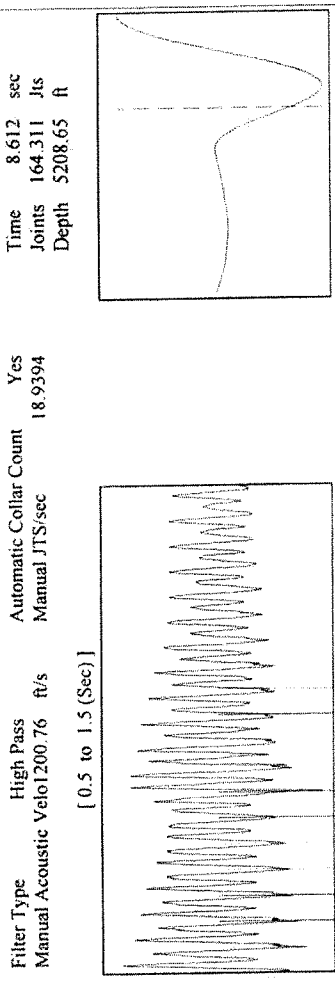 Filter Type High Pass Automatic Collar Count Yes Time 8.612 sec
Manual Acoustic Velo 1200.76 ft/s Manual JTS/sec 18.9394 Joints 164.311 Jts
Depth 5208.65 ft
[ 0.5 to 1.5 (Sec) ]